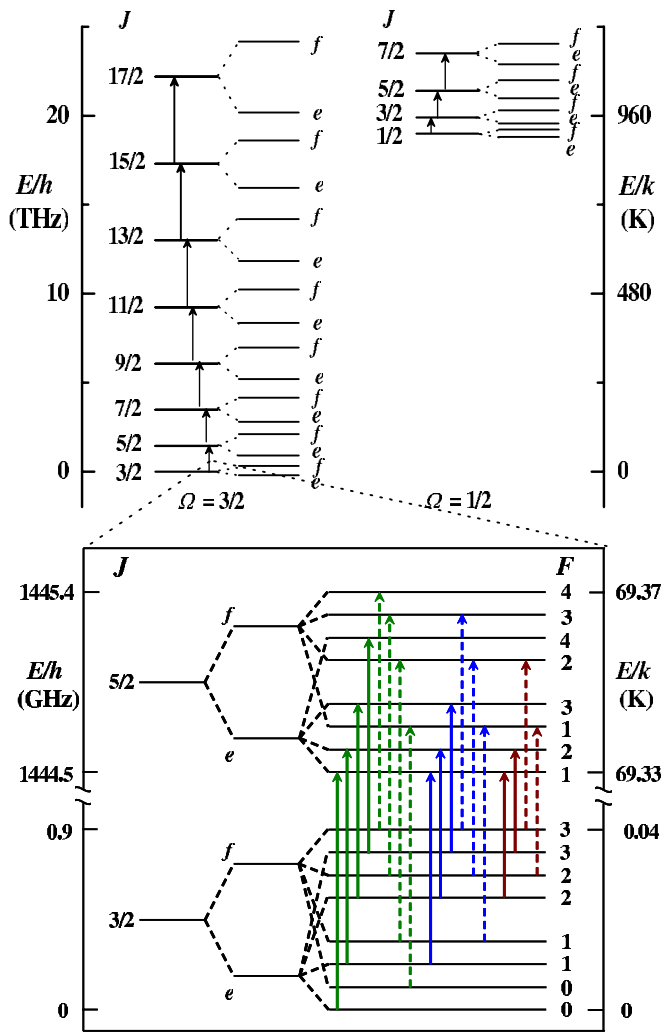 J
J
f
7/2
f
e
17/2
5/2
f
e
20
e
3/2
f
e
960
f
1/2
f
e
15/2
E/h
(THz)
e
E/k
(K)
f
13/2
e
10
11/2
f
480
e
9/2
f
e
7/2
f
e
5/2
f
e
0
3/2
f
e
0
Ω = 3/2
Ω = 1/2
J
F
1445.4
4
69.37
f
3
4
E/h
(GHz)
5/2
2
E/k
(K)
3
e
1
2
1444.5
1
69.33
0.9
3
0.04
f
3
2
2
3/2
1
1
e
0
0
0
0